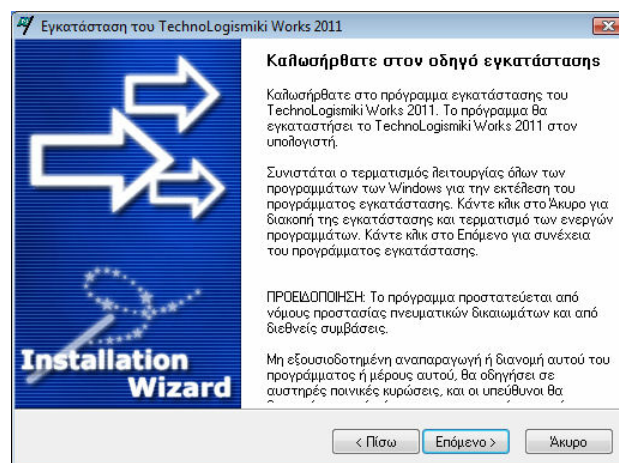 Εγκατάσταση του TechnoLogismiki Works 2011
Καλωσήρθατε στον οδηγό εγκατάστασης
Καλωσήρθατε στο πρόγραμμα εγκατάστασης του
TechnoLogismiki Works 2011. Το πρόγραμμα θα
εγκαταστήσει το TechnoLogismiki Works 2011 στον
υπολογιστή.
Συνιστάται ο τερματισμός λειτουργίας όλων των
προγραμμάτων των Windows για την εκτέλεση του
προγράμματος εγκατάστασης. Κάντε κλικ στο Άκυρο για
διακοπή της εγκατάστασης και τερματισμό των ενεργών
προγραμμάτων. Κάντε κλικ στο Επόμενο για συνέχεια
του προγράμματος εγκατάστασης.
ΠΡΟΕΙΔΟΠΟΙΗΣΗ: Το πρόγραμμα προστατεύεται από
νόμους προστασίας πνευματικών δικαιωμάτων και από
διεθνείς συμβάσεις.
Μη εξουσιοδοτημένη αναπαραγωγή ή διανομή αυτού του
προγράμματος ή μέρους αυτού, θα οδηγήσει σε
αυστηρές ποινικές κυρώσεις, και οι υπεύθυνοι θα
Installation
Wizard
< Πίσω
Επόμενο >
Άκυρο